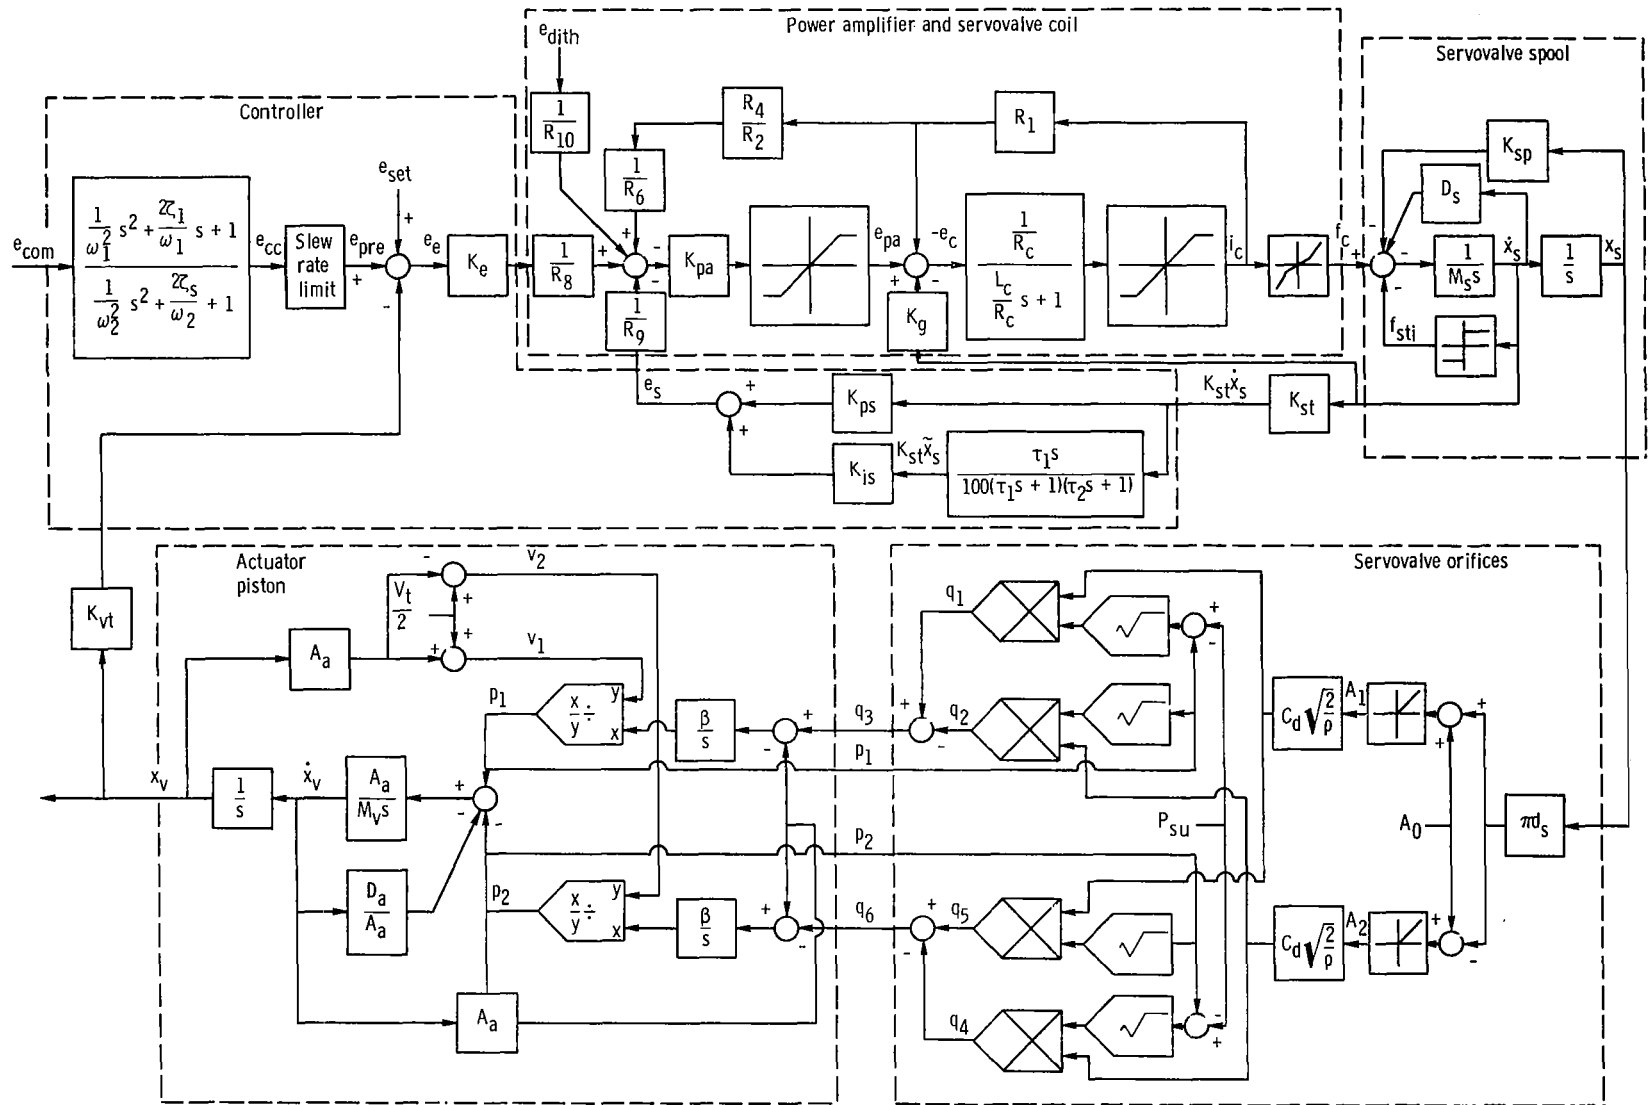 Power amplifier and servovalve coil
Servovalve spool
Controller
e_dith
1/R_10
R_4/R_2
R_1
K_sp
D_s
1/R_6
e_set
+
e_com
(1/ω_1^2 s^2 + 2ζ_1/ω_1 s + 1)/(1/ω_2^2 s^2 + 2ζ_s/ω_2 + 1)
e_cc
Slew
rate
limit
e_pre
+
-
e_e
K_e
1/R_8
+
+
-
-
K_pa
e_pa
+
-
-e_c
(1/R_c)/(L_c/R_c s + 1)
i_c
f_c
+
-
-
-
1/M_s s
ẋ_s
1/s
x_s
f_sti
1/R_9
K_g
e_s
+
+
K_ps
K_st ẋ_s
K_st
K_is
K_st x̃_s
τ_1 s/100(τ_1 s + 1)(τ_2 s + 1)
Actuator
piston
Servovalve orifices
K_vt
A_a
V_t/2
-
+
+
+
v_2
v_1
p_1
x/y ÷
y
x
β/s
+
-
q_3
p_1
q_1
+
-
q_2
√
√
+
-
C_d √2/ρ
A_1
+
+
x_v
1/s
ẋ_v
A_a/M_v s
+
-
-
P_su
A_0
πd_s
p_2
D_a/A_a
p_2
x/y ÷
y
x
β/s
+
-
q_6
+
-
q_5
√
C_d √2/ρ
A_2
+
-
A_a
q_4
√
-
+